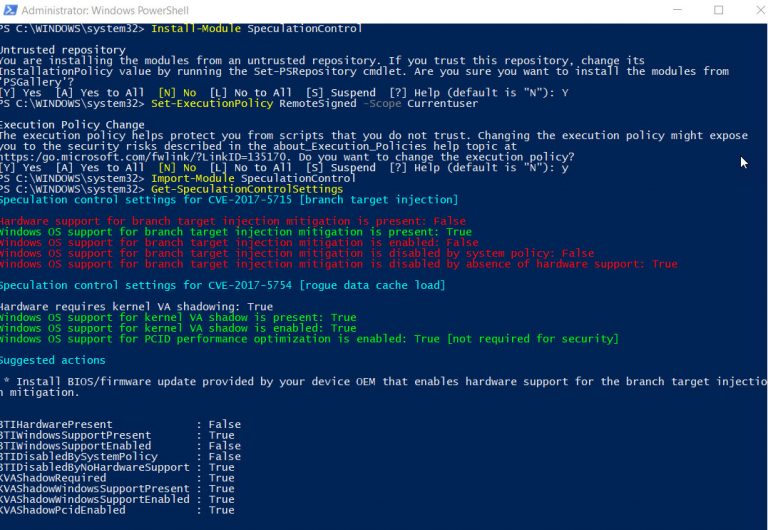 Administrator: Windows PowerShell
PS C:\WINDOWS\system32> Install-Module SpeculationControl
Untrusted repository
You are installing the modules from an untrusted repository. If you trust this repository, change its
InstallationPolicy value by running the Set-PSRepository cmdlet. Are you sure you want to install the modules from
'PSGallery'?
[Y] Yes [A] Yes to All [N] No [L] No to All [S] Suspend [?] Help (default is "N"): Y
PS C:\WINDOWS\system32> Set-ExecutionPolicy RemoteSigned -Scope Currentuser
Execution Policy Change
The execution policy helps protect you from scripts that you do not trust. Changing the execution policy might expose
you to the security risks described in the about_Execution_Policies help topic at
https:/go.microsoft.com/fwlink/?LinkID=135170. Do you want to change the execution policy?
[Y] Yes [A] Yes to All [N] No [L] No to All [S] Suspend [?] Help (default is "N"): y
PS C:\WINDOWS\system32> Import-Module SpeculationControl
PS C:\WINDOWS\system32> Get-SpeculationControlSettings
Speculation control settings for CVE-2017-5715 [branch target injection]
Hardware support for branch target injection mitigation is present: False
Windows OS support for branch target injection mitigation is present: True
Windows OS support for branch target injection mitigation is enabled: False
Windows OS support for branch target injection mitigation is disabled by system policy: False
Windows OS support for branch target injection mitigation is disabled by absence of hardware support: True
Speculation control settings for CVE-2017-5754 [rogue data cache load]
Hardware requires kernel VA shadowing: True
Windows OS support for kernel VA shadow is present: True
Windows OS support for kernel VA shadow is enabled: True
Windows OS support for PCID performance optimization is enabled: True [not required for security]
Suggested actions
* Install BIOS/firmware update provided by your device OEM that enables hardware support for the branch target injectio
n mitigation.
BTIHardwarePresent : False
BTIWindowsSupportPresent : True
BTIWindowsSupportEnabled : False
BTIDisabledBySystemPolicy : False
BTIDisabledByNoHardwareSupport : True
KVAShadowRequired : True
KVAShadowWindowsSupportPresent : True
KVAShadowWindowsSupportEnabled : True
KVAShadowPcidEnabled : True